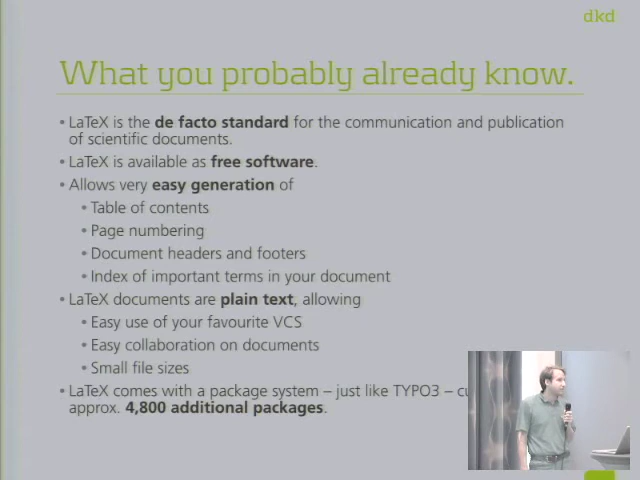 dkd
What you probably already know.
• LaTeX is the de facto standard for the communication and publication
of scientific documents.
• LaTeX is available as free software.
• Allows very easy generation of
• Table of contents
• Page numbering
• Document headers and footers
• Index of important terms in your document
• LaTeX documents are plain text, allowing
• Easy use of your favourite VCS
• Easy collaboration on documents
• Small file sizes
• LaTeX comes with a package system – just like TYPO3 –
approx. 4,800 additional packages.